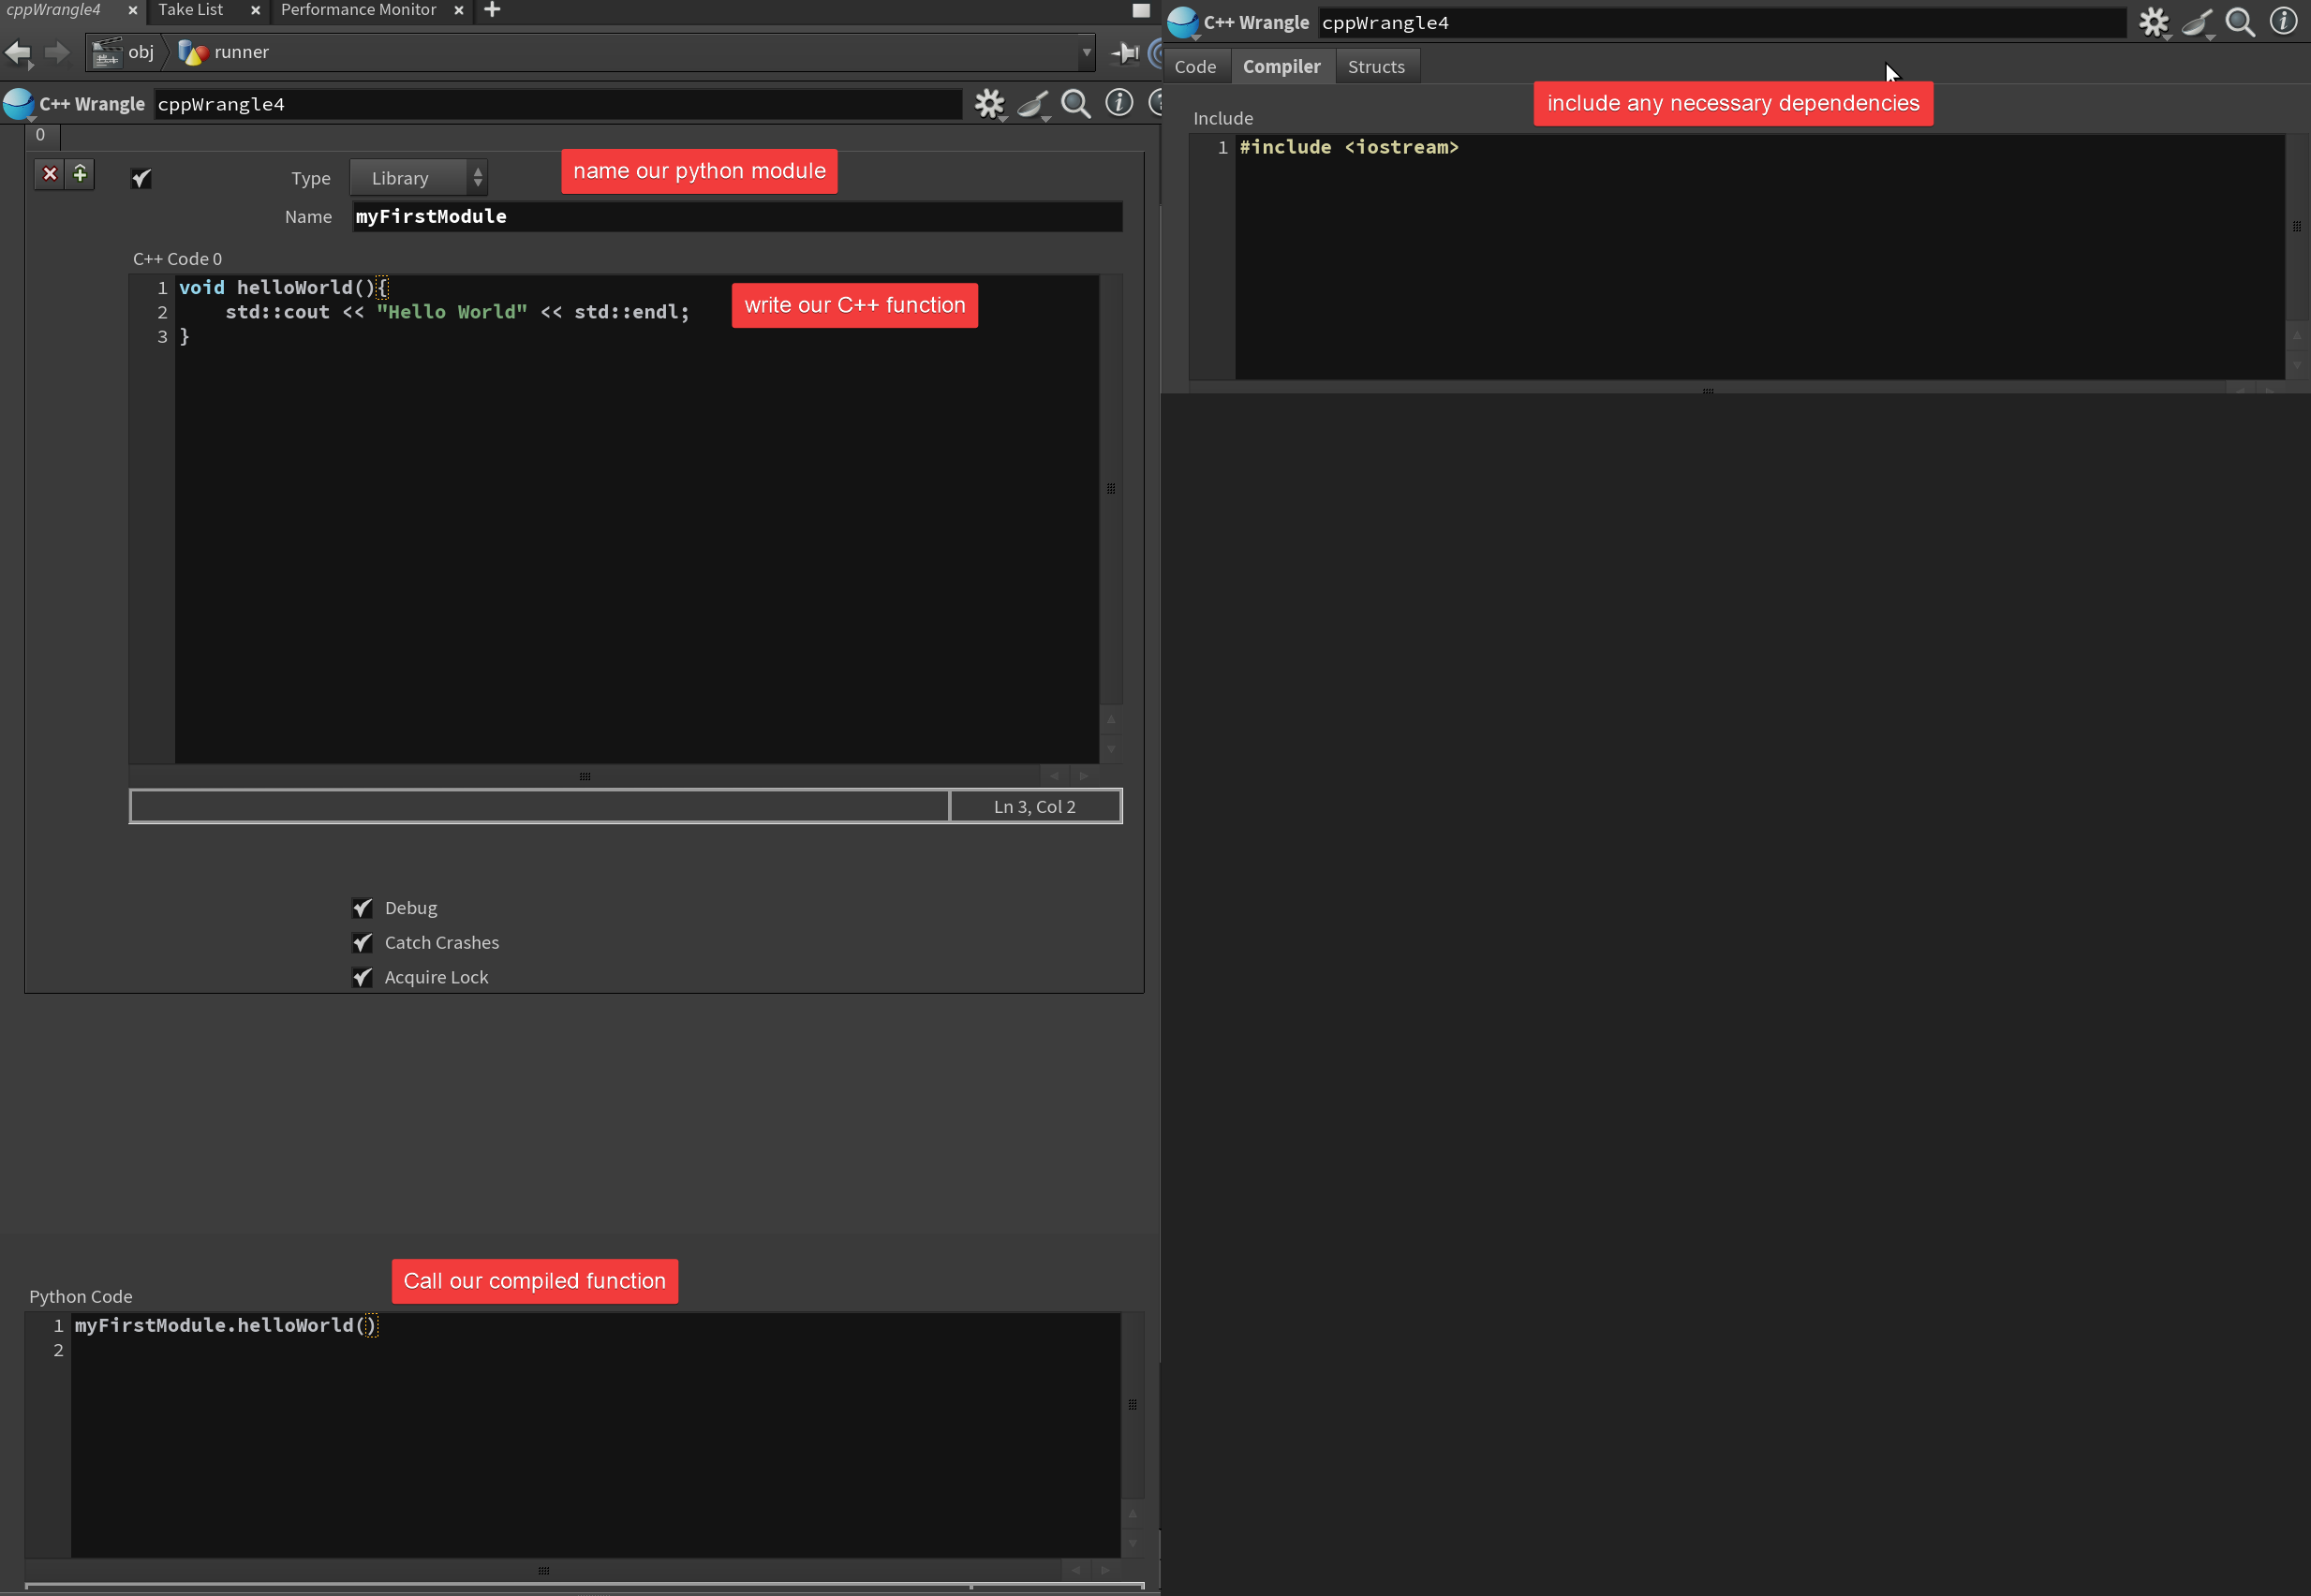 cppWrangle4 × Take List × Performance Monitor × +
obj runner
C++ Wrangle cppWrangle4
0
Type Library
name our python module
Name myFirstModule
C++ Code 0
1 void helloWorld(){
2 std::cout << "Hello World" << std::endl;
3 }
write our C++ function
Ln 3, Col 2
Debug
Catch Crashes
Acquire Lock
Call our compiled function
Python Code
1 myFirstModule.helloWorld()
2
C++ Wrangle cppWrangle4
Code Compiler Structs
include any necessary dependencies
Include
1 #include <iostream>